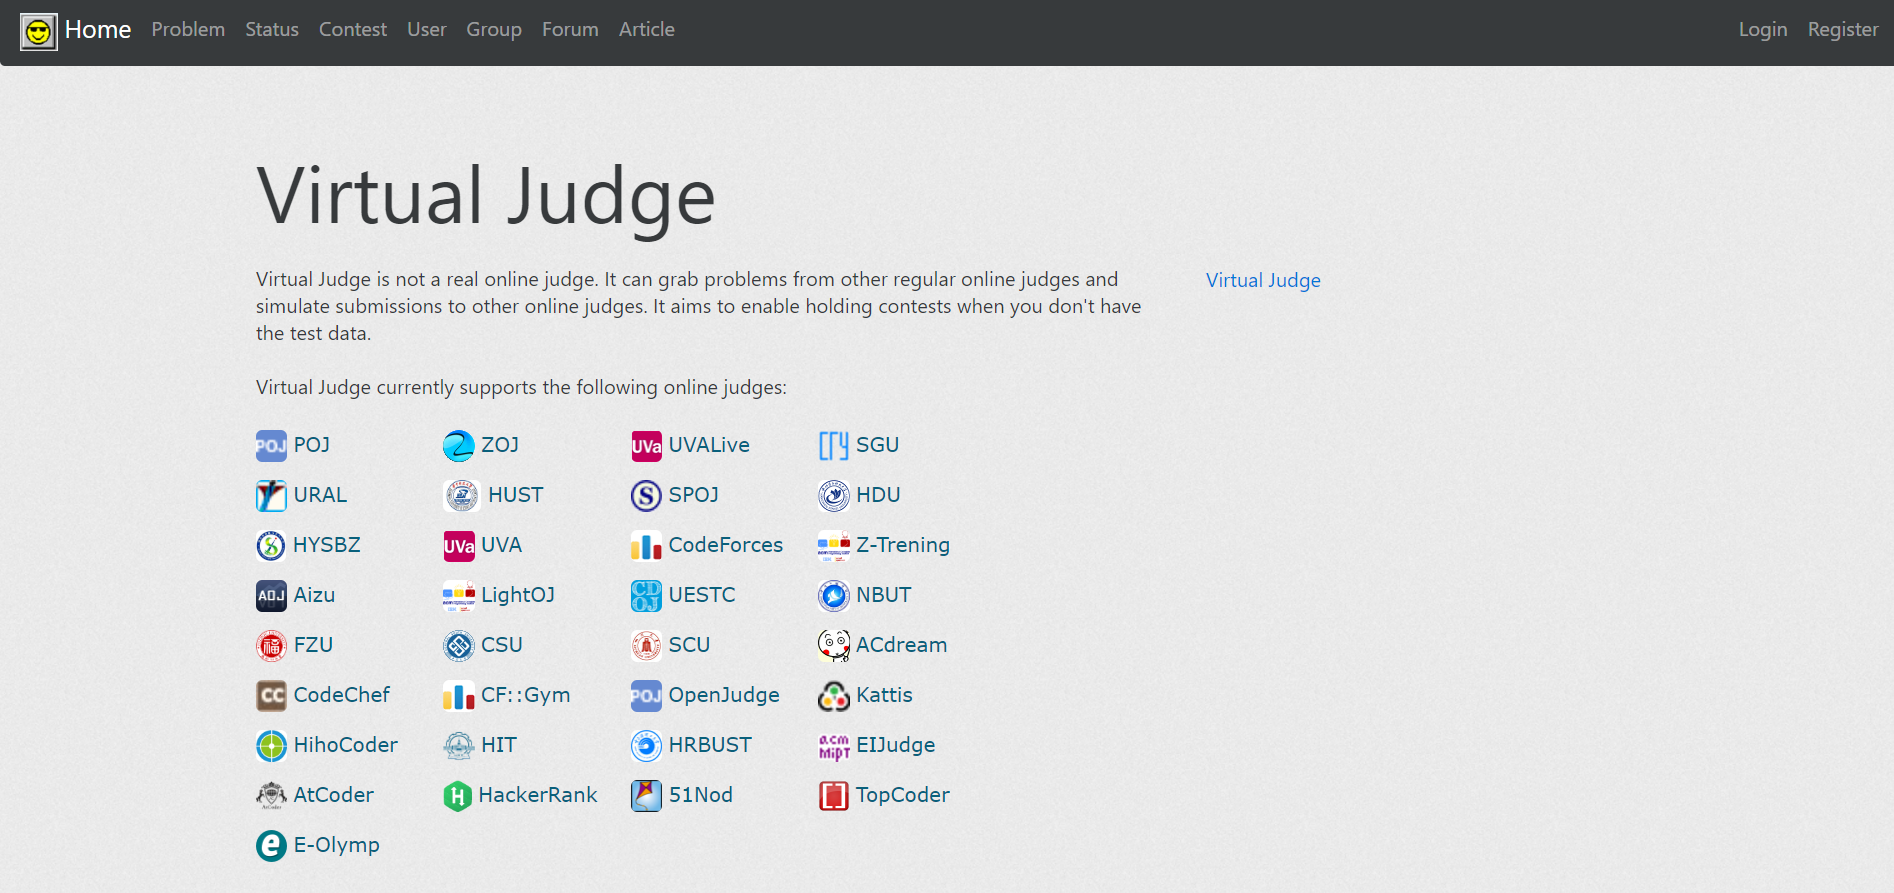 Home Problem Status Contest User Group Forum Article Login Register
Virtual Judge
Virtual Judge is not a real online judge. It can grab problems from other regular online judges and
simulate submissions to other online judges. It aims to enable holding contests when you don't have
the test data.
Virtual Judge
Virtual Judge currently supports the following online judges:
POJ POJ ZOJ UVa UVALive SGU
URAL HUST S SPOJ HDU
HYSBZ UVa UVA CodeForces Z-Trening
AOJ Aizu LightOJ CDOJ UESTC NBUT
福 FZU CSU SCU ACdream
CC CodeChef CF::Gym POJ OpenJudge Kattis
HihoCoder HIT HRBUST acm mipt EIJudge
AtCoder AtCoder H HackerRank 51Nod TopCoder
e E-Olymp